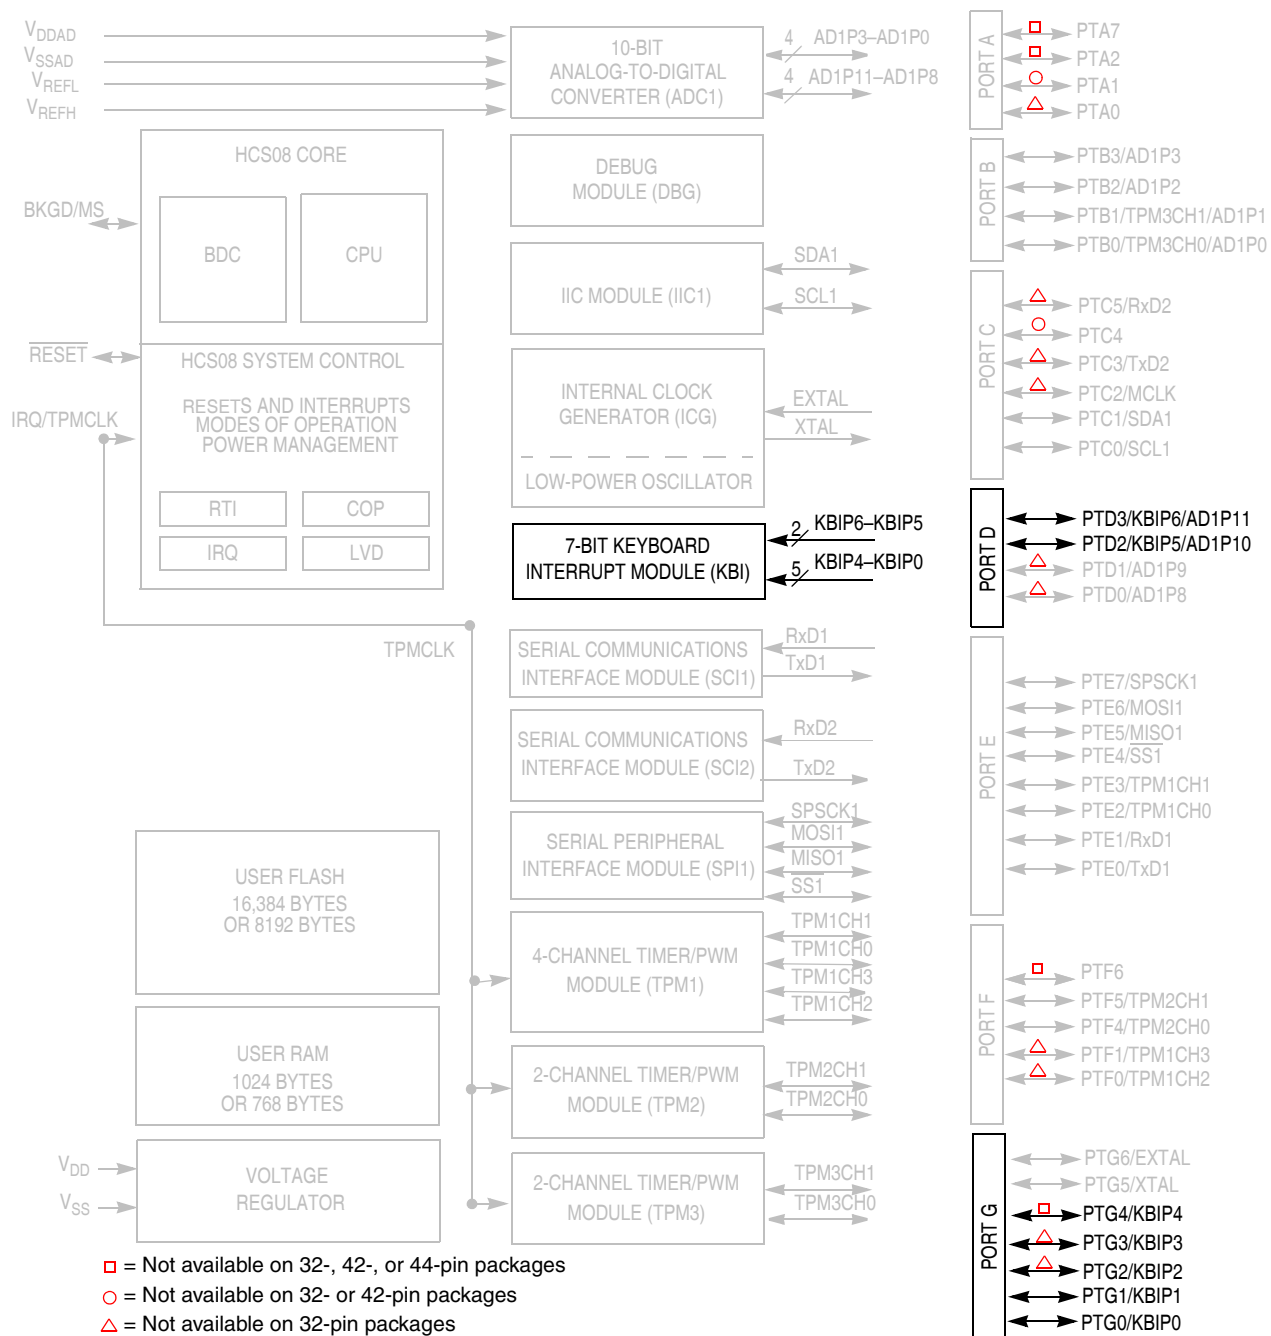 VDDAD
VSSAD
VREFL
VREFH
10-BIT
ANALOG-TO-DIGITAL
CONVERTER (ADC1)
4 AD1P3–AD1P0
4 AD1P11–AD1P8
HCS08 CORE
BDC
CPU
BKGD/MS
RESET
HCS08 SYSTEM CONTROL
RESETS AND INTERRUPTS
MODES OF OPERATION
POWER MANAGEMENT
IRQ/TPMCLK
RTI
COP
IRQ
LVD
TPMCLK
DEBUG
MODULE (DBG)
IIC MODULE (IIC1)
SDA1
SCL1
INTERNAL CLOCK
GENERATOR (ICG)
EXTAL
XTAL
LOW-POWER OSCILLATOR
7-BIT KEYBOARD
INTERRUPT MODULE (KBI)
2 KBIP6–KBIP5
5 KBIP4–KBIP0
SERIAL COMMUNICATIONS
INTERFACE MODULE (SCI1)
RxD1
TxD1
SERIAL COMMUNICATIONS
INTERFACE MODULE (SCI2)
RxD2
TxD2
SERIAL PERIPHERAL
INTERFACE MODULE (SPI1)
SPSCK1
MOSI1
MISO1
SS1
4-CHANNEL TIMER/PWM
MODULE (TPM1)
TPM1CH1
TPM1CH0
TPM1CH3
TPM1CH2
2-CHANNEL TIMER/PWM
MODULE (TPM2)
TPM2CH1
TPM2CH0
2-CHANNEL TIMER/PWM
MODULE (TPM3)
TPM3CH1
TPM3CH0
USER FLASH
16,384 BYTES
OR 8192 BYTES
USER RAM
1024 BYTES
OR 768 BYTES
VDD
VSS
VOLTAGE
REGULATOR
PORT A
PTA7
PTA2
PTA1
PTA0
PORT B
PTB3/AD1P3
PTB2/AD1P2
PTB1/TPM3CH1/AD1P1
PTB0/TPM3CH0/AD1P0
PORT C
PTC5/RxD2
PTC4
PTC3/TxD2
PTC2/MCLK
PTC1/SDA1
PTC0/SCL1
PORT D
PTD3/KBIP6/AD1P11
PTD2/KBIP5/AD1P10
PTD1/AD1P9
PTD0/AD1P8
PORT E
PTE7/SPSCK1
PTE6/MOSI1
PTE5/MISO1
PTE4/SS1
PTE3/TPM1CH1
PTE2/TPM1CH0
PTE1/RxD1
PTE0/TxD1
PORT F
PTF6
PTF5/TPM2CH1
PTF4/TPM2CH0
PTF1/TPM1CH3
PTF0/TPM1CH2
PORT G
PTG6/EXTAL
PTG5/XTAL
PTG4/KBIP4
PTG3/KBIP3
PTG2/KBIP2
PTG1/KBIP1
PTG0/KBIP0
= Not available on 32-, 42-, or 44-pin packages
= Not available on 32- or 42-pin packages
= Not available on 32-pin packages